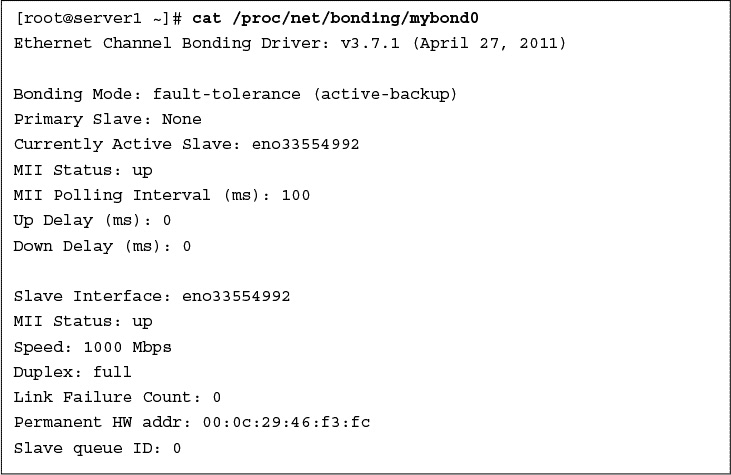 [root@server1 ~]# cat /proc/net/bonding/mybond0
Ethernet Channel Bonding Driver: v3.7.1 (April 27, 2011)
Bonding Mode: fault-tolerance (active-backup)
Primary Slave: None
Currently Active Slave: eno33554992
MII Status: up
MII Polling Interval (ms): 100
Up Delay (ms): 0
Down Delay (ms): 0
Slave Interface: eno33554992
MII Status: up
Speed: 1000 Mbps
Duplex: full
Link Failure Count: 0
Permanent HW addr: 00:0c:29:46:f3:fc
Slave queue ID: 0